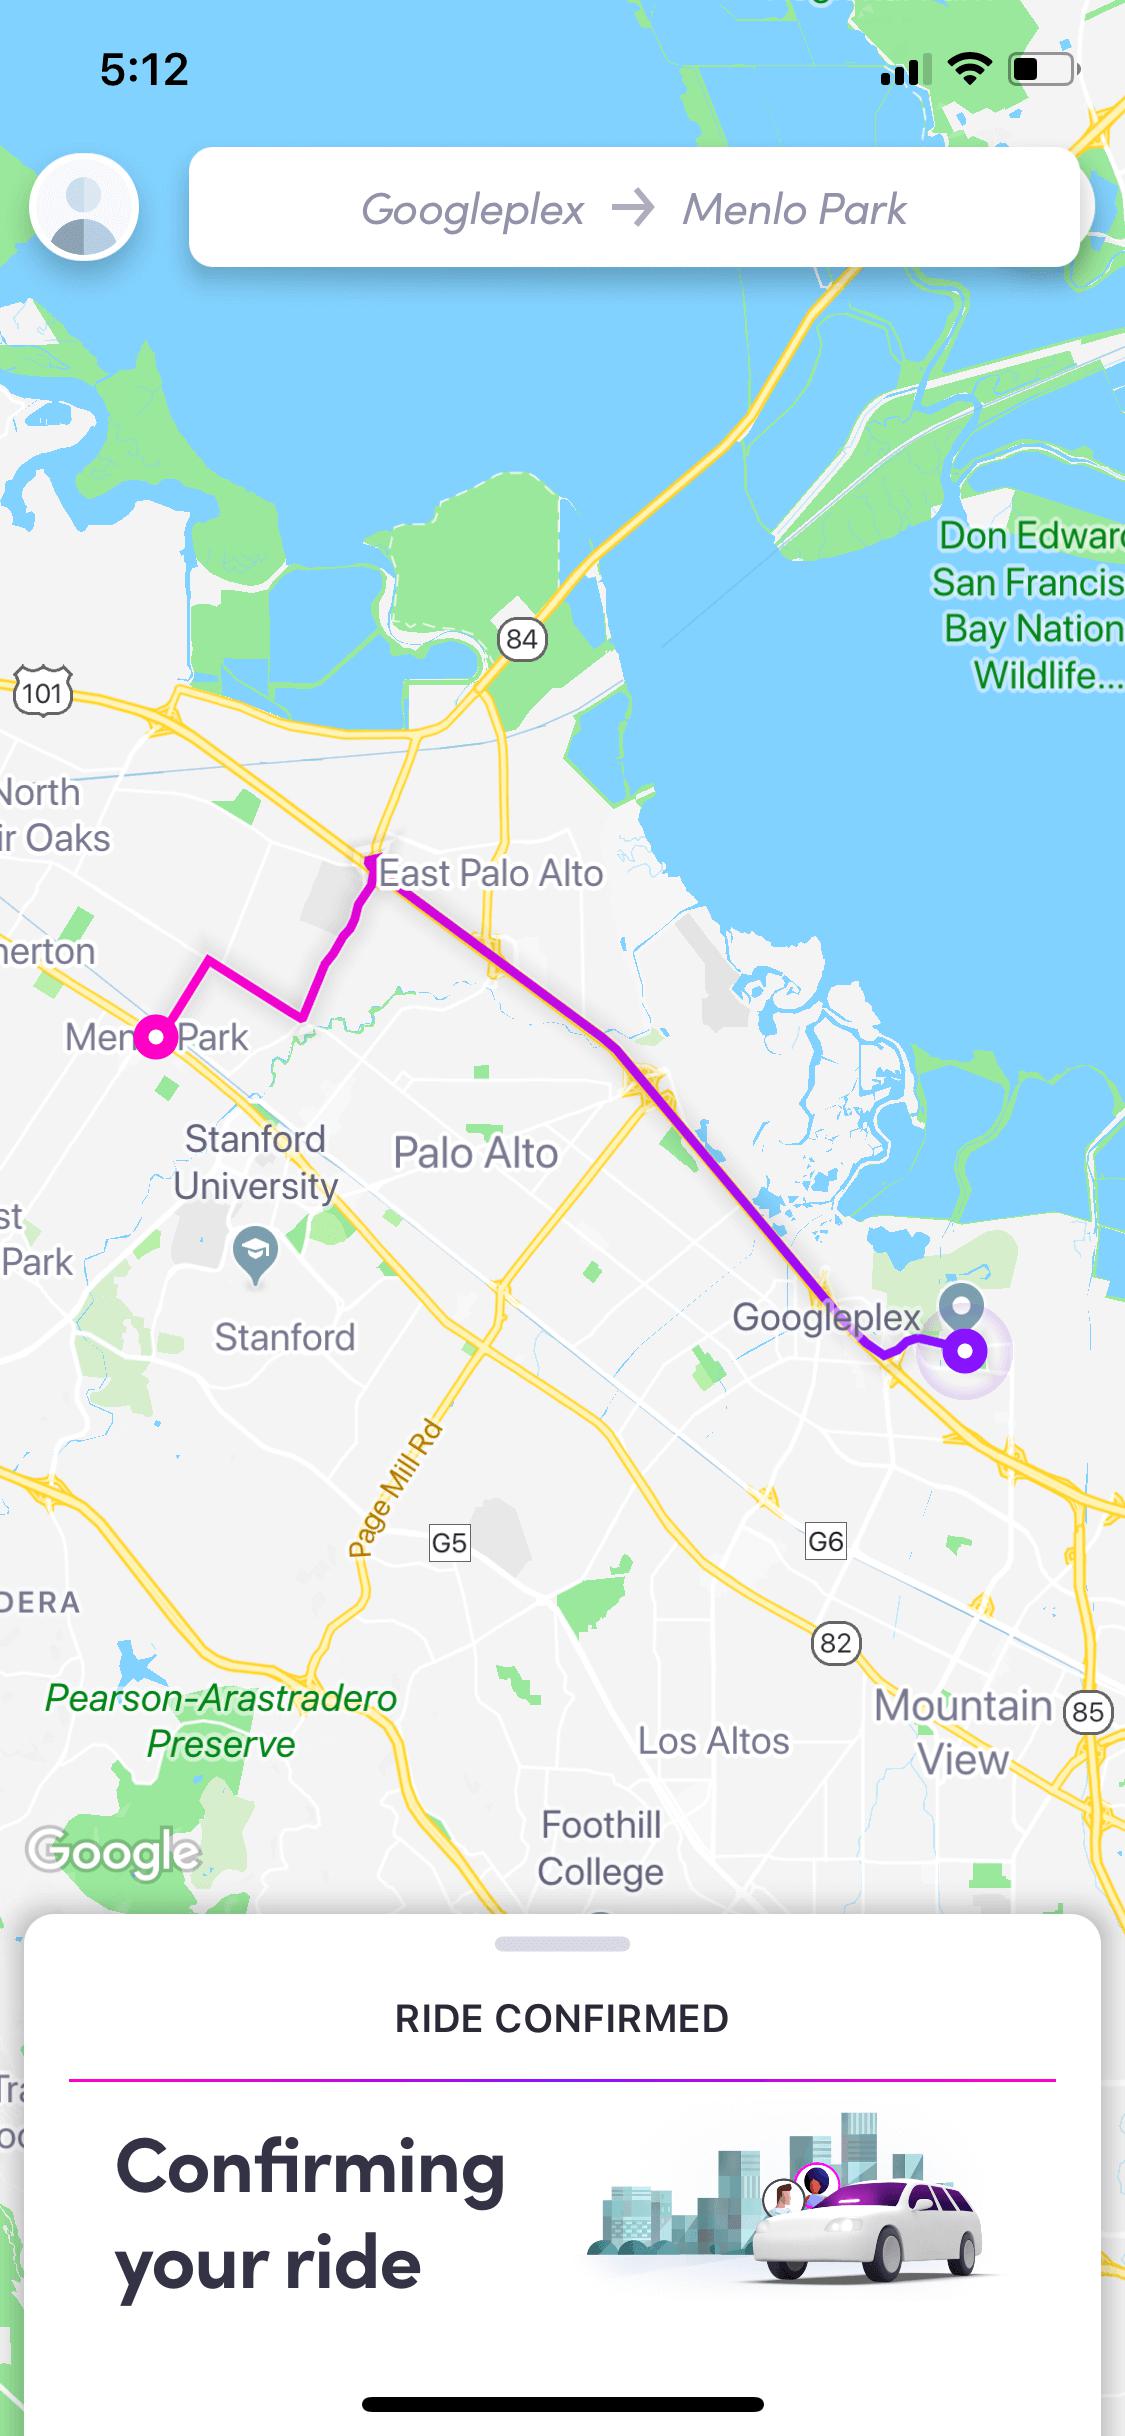 5:12
Googleplex → Menlo Park
Don Edwar
San Francis
Bay Nation
Wildlife...
84
101
North
ir Oaks
East Palo Alto
herton
Men Park
Stanford
University
Palo Alto
st
Park
Googleplex
Stanford
Page Mill Rd
G5
G6
DERA
82
Pearson-Arastradero
Preserve
Mountain
View
85
Los Altos
Foothill
College
Google
Tra
RIDE CONFIRMED
Confirming
your ride